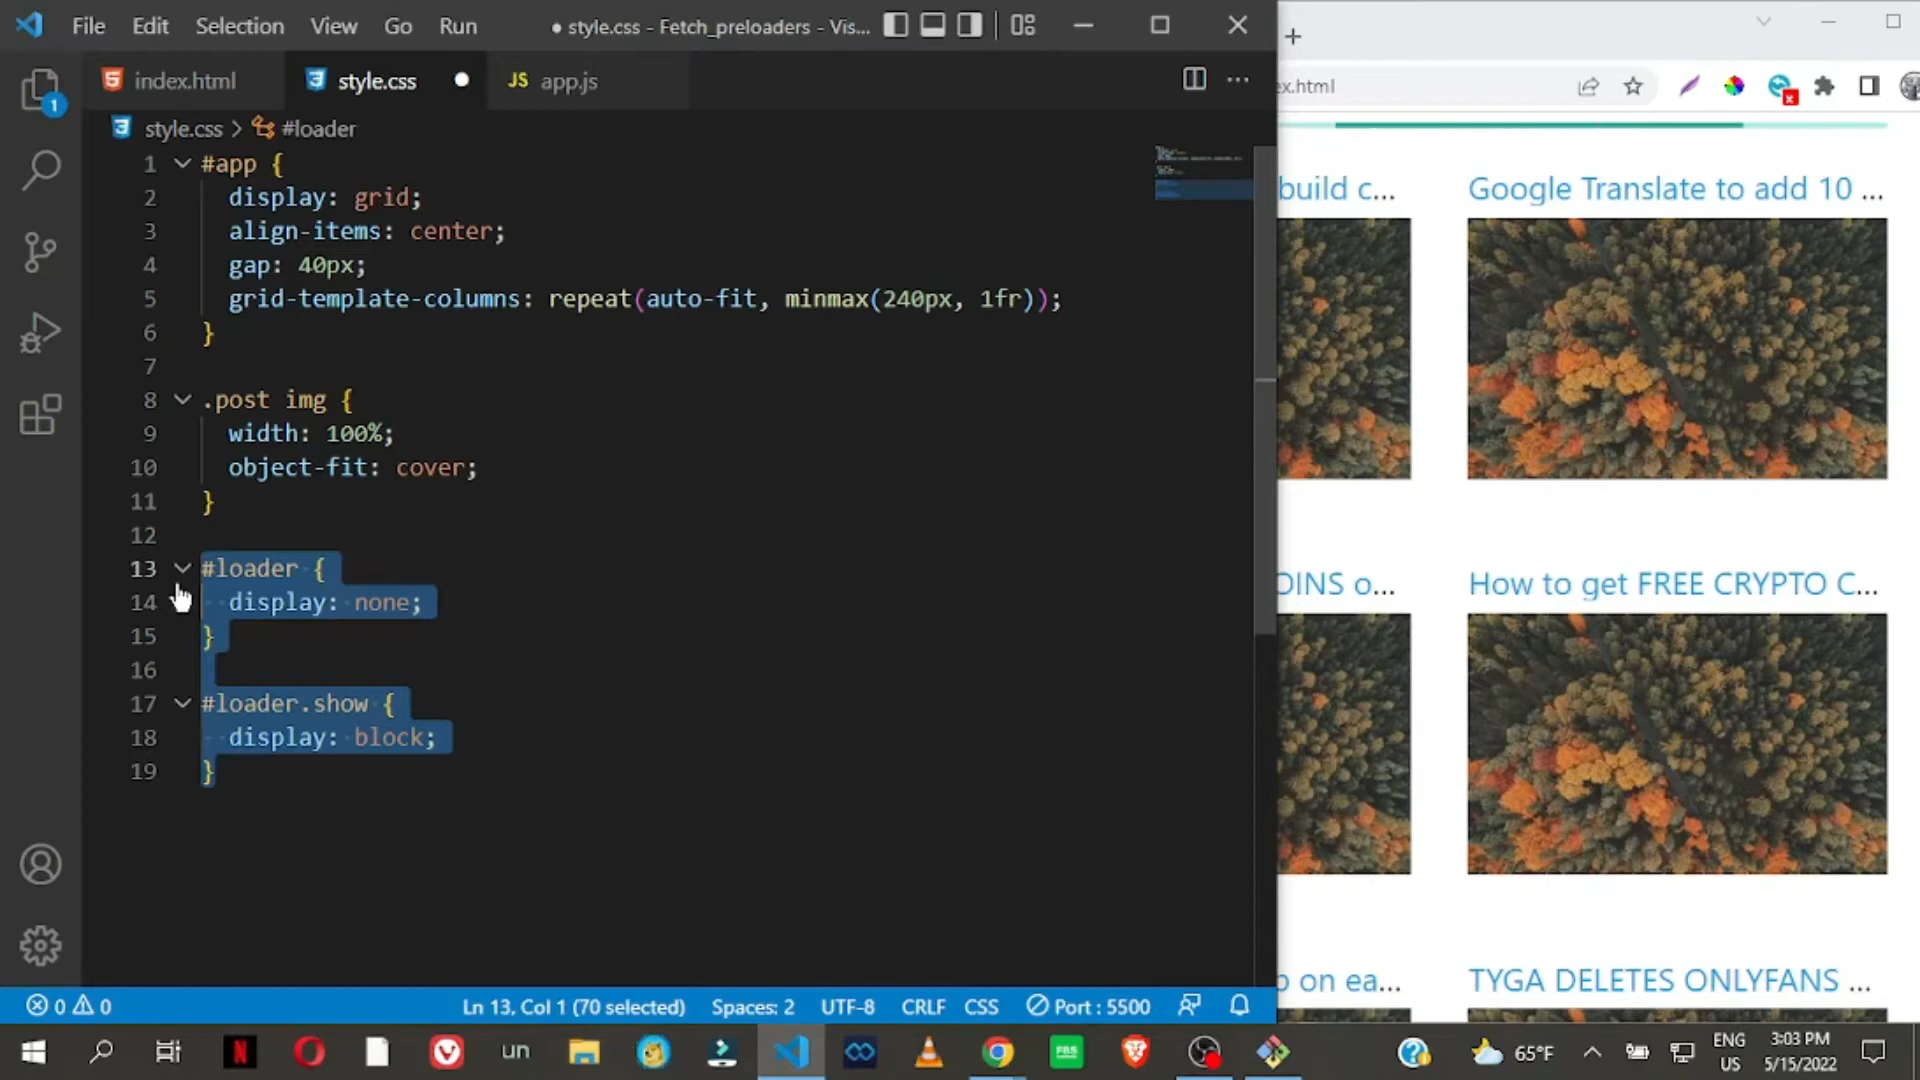 File Edit Selection View Go Run ● style.css - Fetch_preloaders - Vis...
index.html style.css ● JS app.js ...
style.css > #loader
1 #app {
2 display: grid;
3 align-items: center;
4 gap: 40px;
5 grid-template-columns: repeat(auto-fit, minmax(240px, 1fr));
6 }
7
8 .post img {
9 width: 100%;
10 object-fit: cover;
11 }
12
13 #loader {
14 display: none;
15 }
16
17 #loader.show {
18 display: block;
19 }
1
0 0 Ln 13, Col 1 (70 selected) Spaces: 2 UTF-8 CRLF CSS Port : 5500
ex.html
build c... Google Translate to add 10 ...
OINS o... How to get FREE CRYPTO C...
on ea... TYGA DELETES ONLYFANS ...
un FBS 65°F ENG 3:03 PM
US 5/15/2022